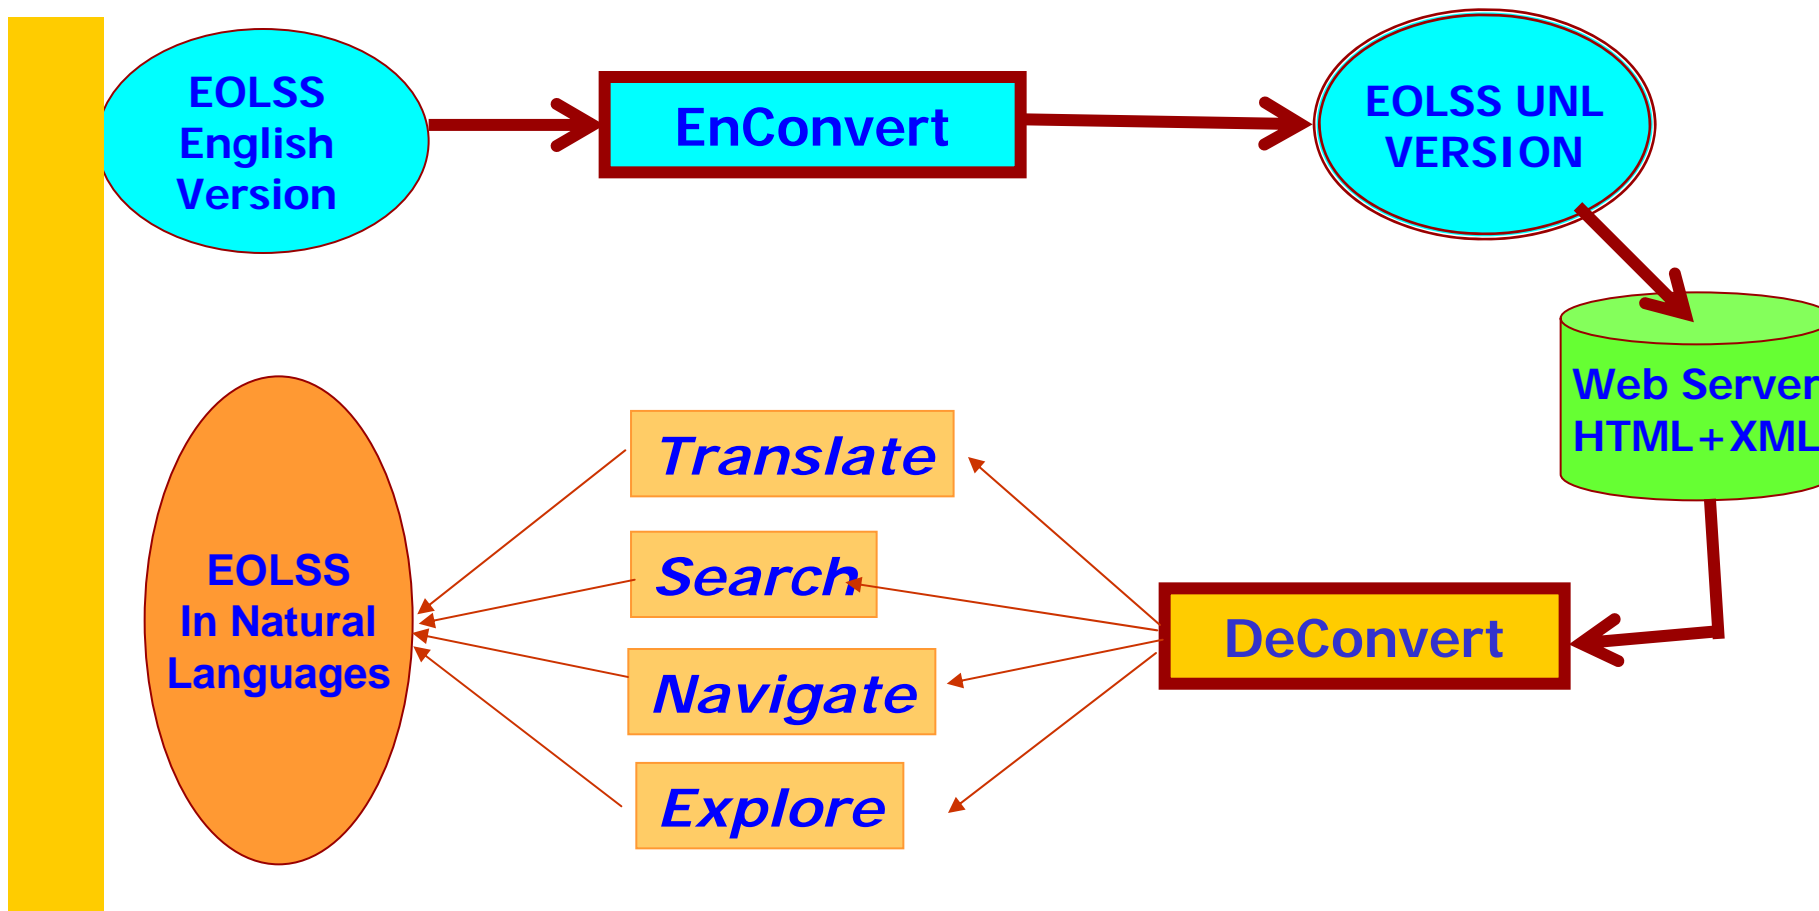 EOLSS
English
Version
EnConvert
EOLSS UNL
VERSION
Web Server
HTML+XML
Translate
Search
Navigate
Explore
DeConvert
EOLSS
In Natural
Languages